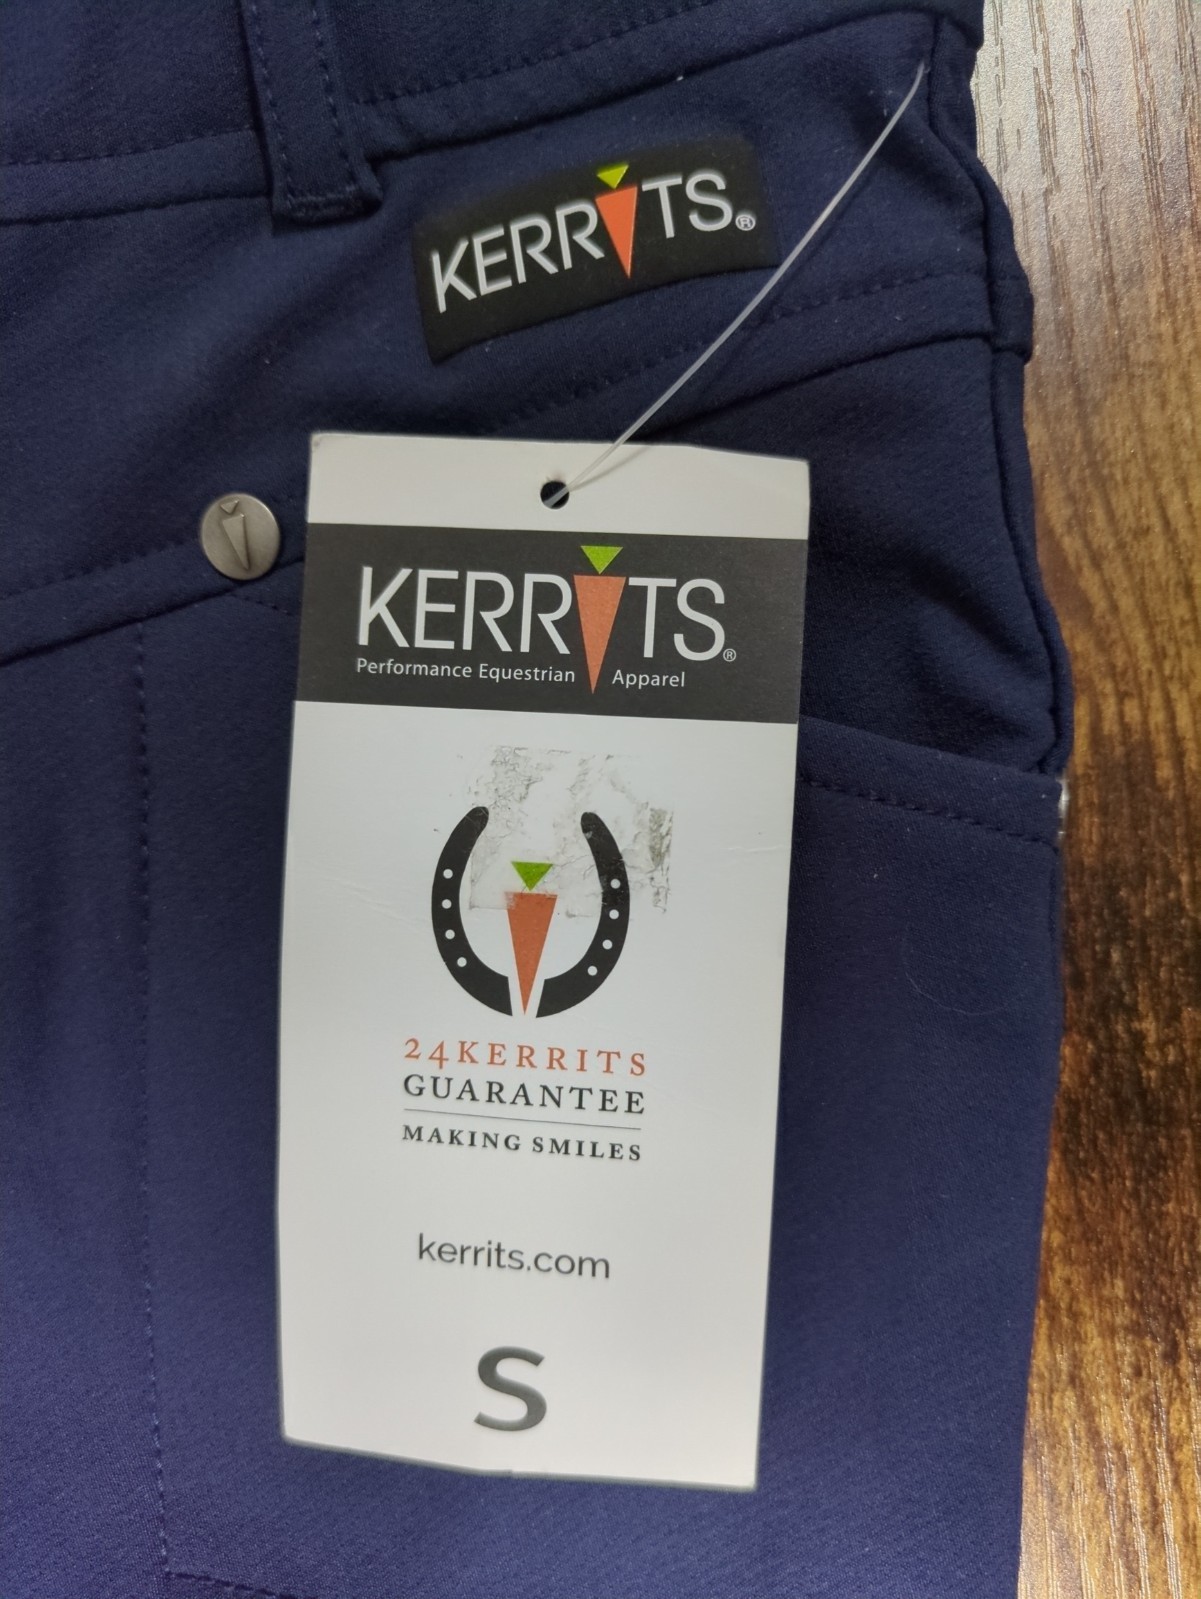 KERRITS®
KERRITS®
Performance Equestrian Apparel
24KERRITS
GUARANTEE
MAKING SMILES
kerrits.com
S